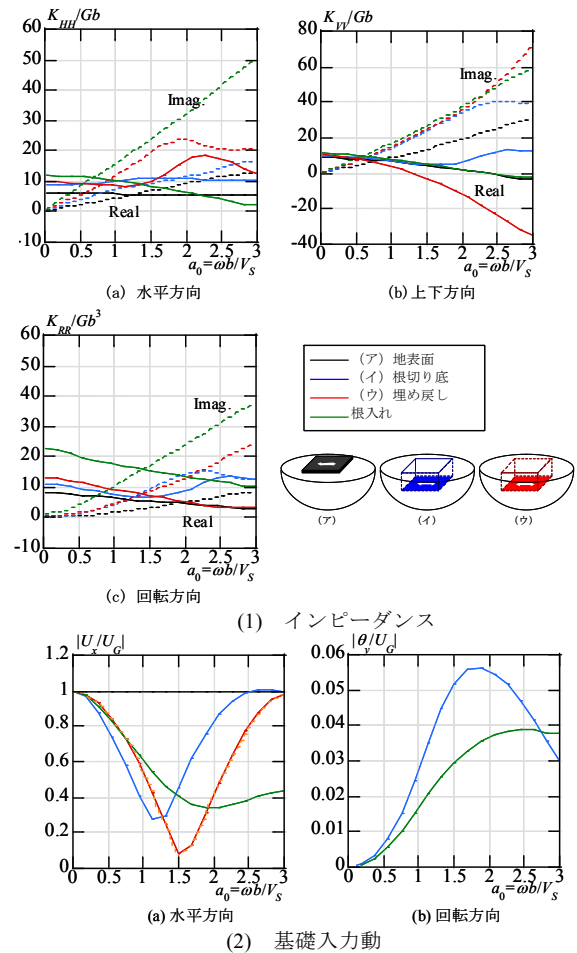 K_HH/Gb
60
50
40
30
20
10
0
-10
Imag.
Real
0 0.5 1 1.5 2 2.5 3
a₀=ωb/V_S
(a) 水平方向
K_VV/Gb
80
60
40
20
0
-20
-40
Imag.
Real
0 0.5 1 1.5 2 2.5 3
a₀=ωb/V_S
(b) 上下方向
K_RR/Gb³
60
50
40
30
20
10
0
-10
Imag.
Real
0 0.5 1 1.5 2 2.5 3
a₀=ωb/V_S
(c) 回転方向
(ア)地表面
(イ)根切り底
(ウ)埋め戻し
根入れ
(ア) (イ) (ウ)
(1) インピーダンス
|U_x/U_G|
1.2
1
0.8
0.6
0.4
0.2
0
0 0.5 1 1.5 2 2.5 3
a₀=ωb/V_S
(a) 水平方向
|θ_y/U_G|
0.06
0.05
0.04
0.03
0.02
0.01
0
0 0.5 1 1.5 2 2.5 3
a₀=ωb/V_S
(b) 回転方向
(2) 基礎入力動